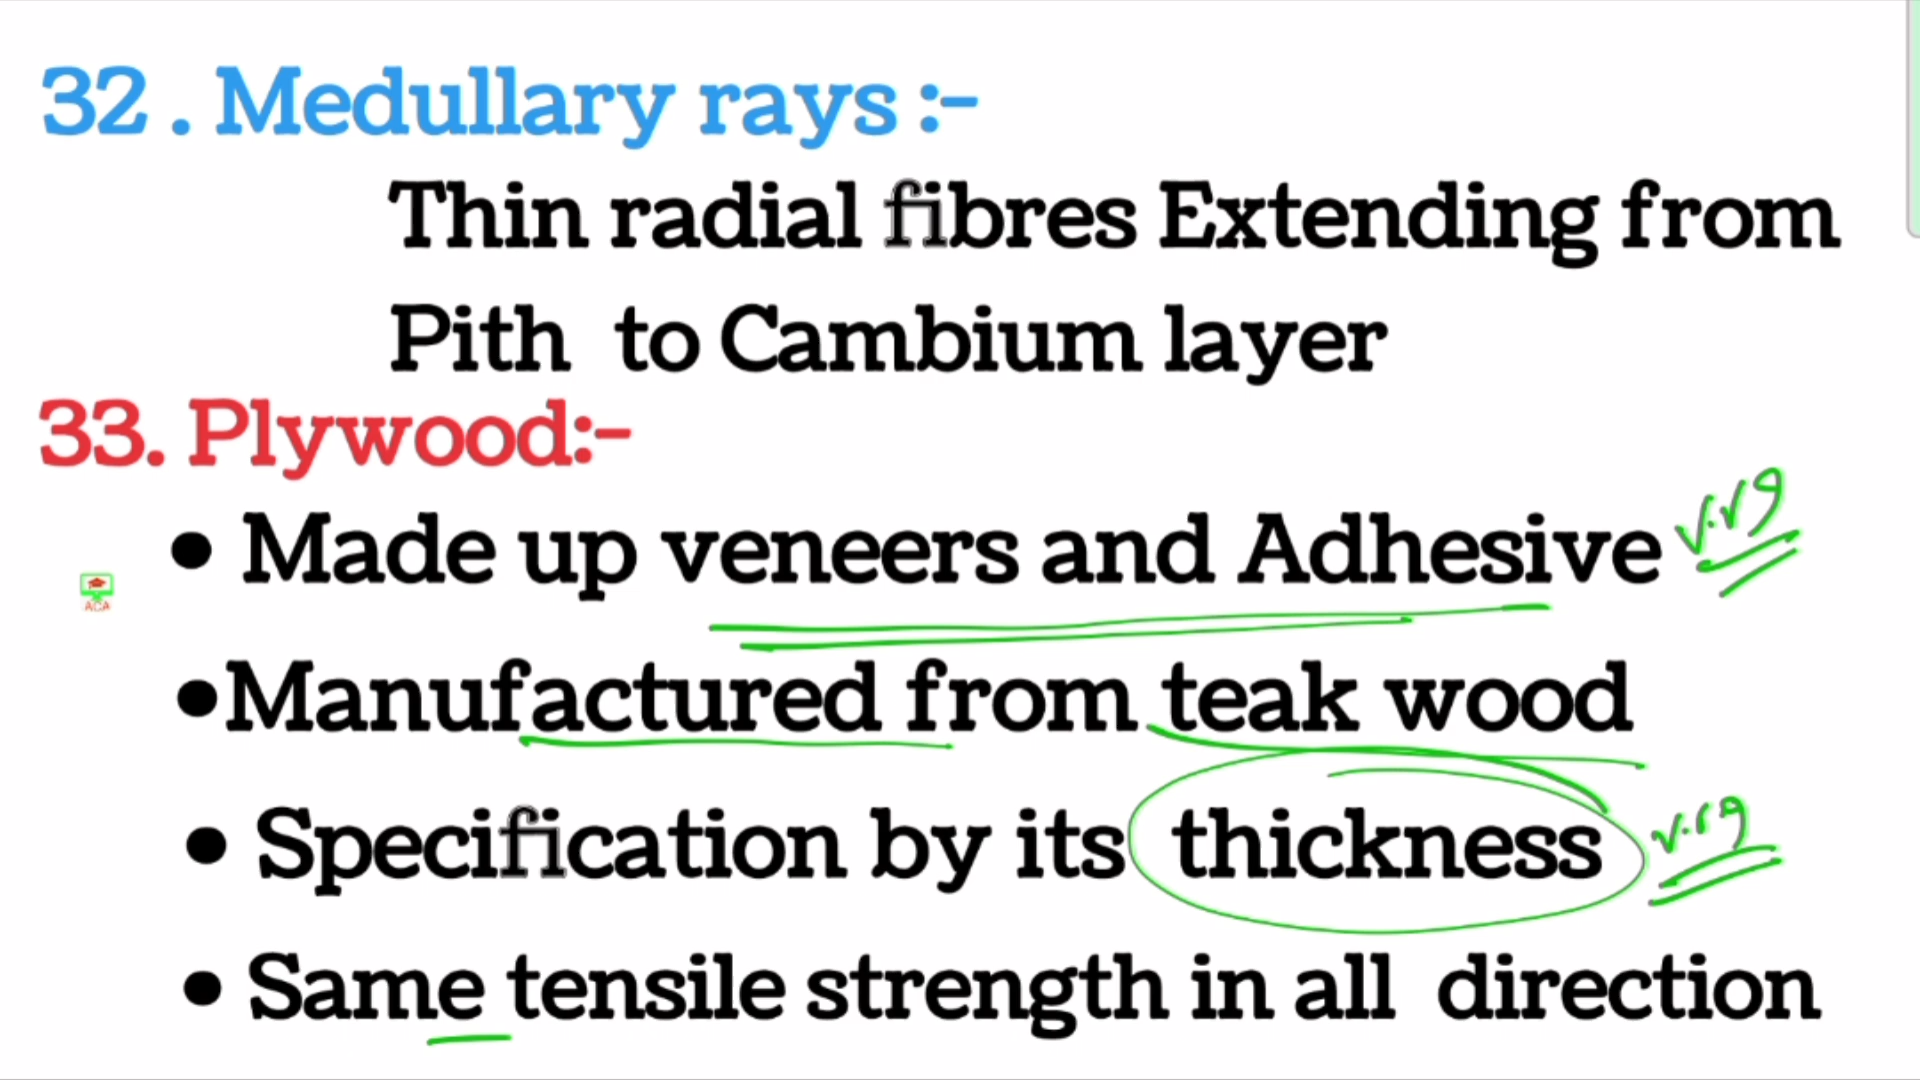 32 . Medullary rays :-
Thin radial fibres Extending from
Pith to Cambium layer
33. Plywood:-
• Made up veneers and Adhesive
ACA
•Manufactured from teak wood
• Specification by its thickness
• Same tensile strength in all direction